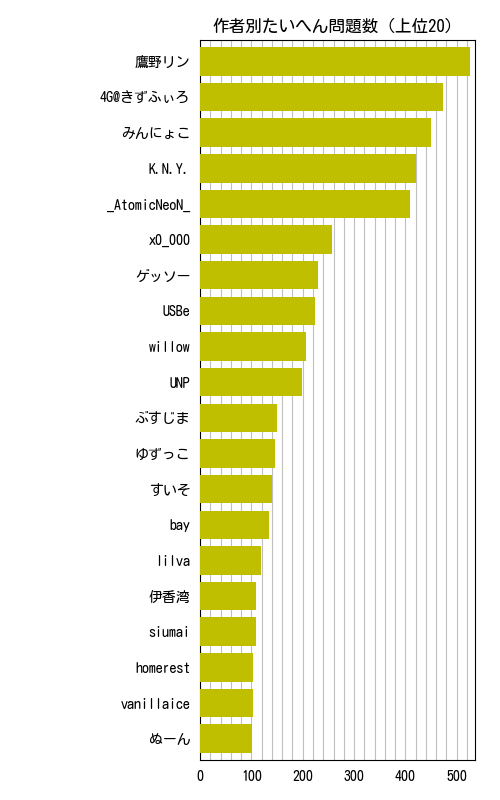 作者別たいへん問題数 (上位20)
鷹野リン
4G@きずふぃろ
みんにょこ
K.N.Y.
_AtomicNeoN_
x0_000
ゲッソー
USBe
willow
UNP
ぶすじま
ゆずっこ
すいそ
bay
lilva
伊香湾
siumai
homerest
vanillaice
ぬーん
0 100 200 300 400 500